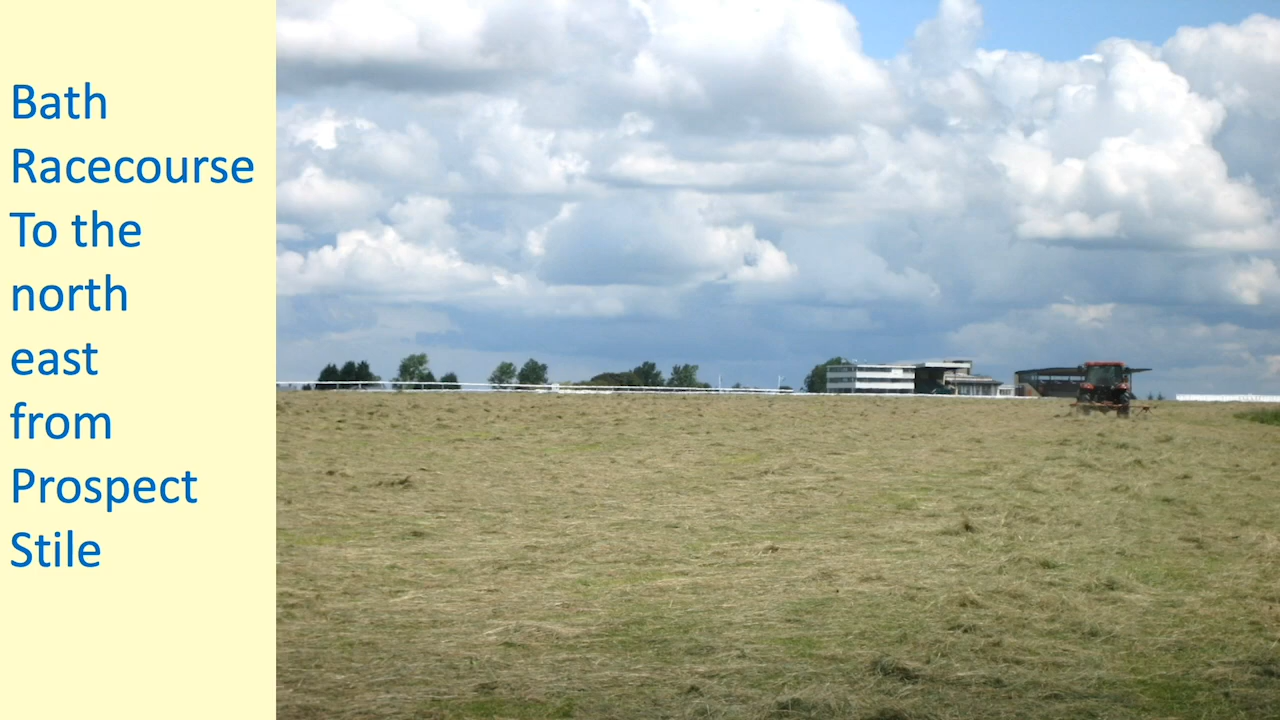 Bath
Racecourse
To the
north
east
from
Prospect
Stile